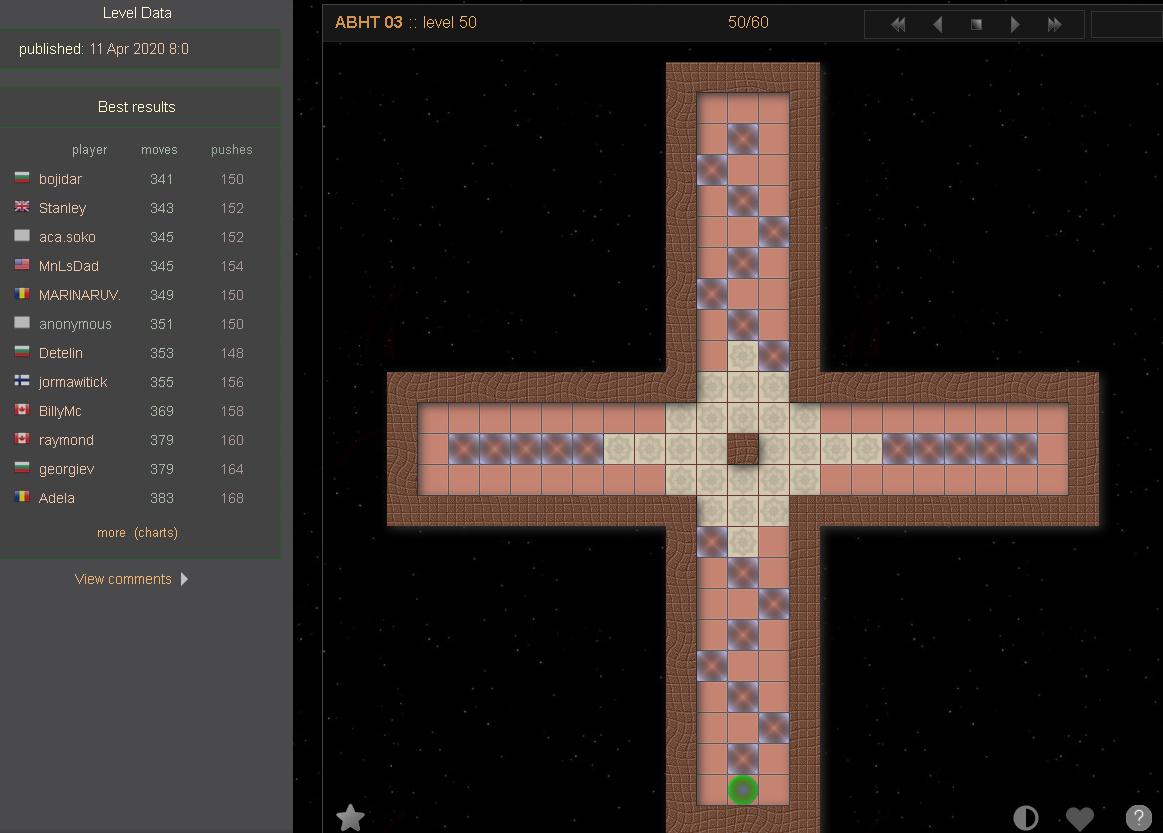 Level Data
published: 11 Apr 2020 8:0
Best results
player moves pushes
bojidar 341 150
Stanley 343 152
aca.soko 345 152
MnLsDad 345 154
MARINARUV. 349 150
anonymous 351 150
Detelin 353 148
jormawitick 355 156
BillyMc 369 158
raymond 379 160
georgiev 379 164
Adela 383 168
more (charts)
View comments
ABHT 03 :: level 50
50/60
?